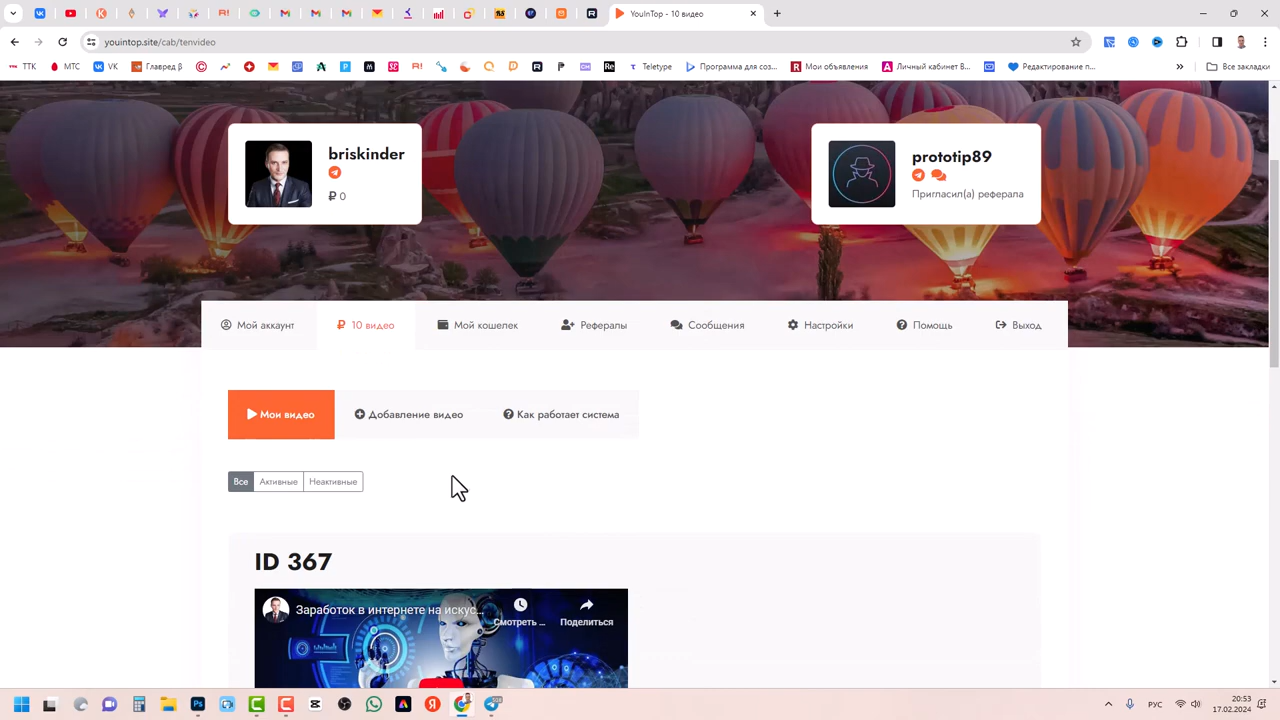 YouInTop - 10 видео
youintop.site/cab/tenvideo
ТТК
МТС
VK
Главред β
Teletype
Программа для соз...
Мои объявления
Личный кабинет В...
Редактирование п...
Все закладки
briskinder
₽ 0
prototip89
Пригласил(а) реферала
Мой аккаунт
₽ 10 видео
Мой кошелек
Рефералы
Сообщения
Настройки
Помощь
Выход
Мои видео
Добавление видео
Как работает система
Все
Активные
Неактивные
ID 367
Заработок в интернете на искус...
Смотреть ...
Поделиться
РУС
20:53
17.02.2024